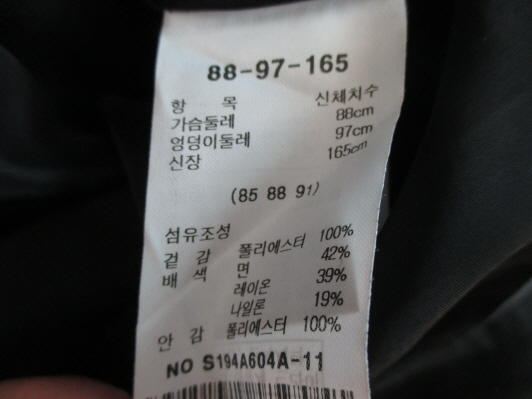 88-97-165
항 목 신체치수
가슴둘레 88cm
엉덩이둘레 97cm
신장 165cm
(85 88 91)
섬유조성
겉 감 폴리에스터 100%
배 색 면 42%
레이온 39%
나일론 19%
안 감 폴리에스터 100%
NO S194A604A-11